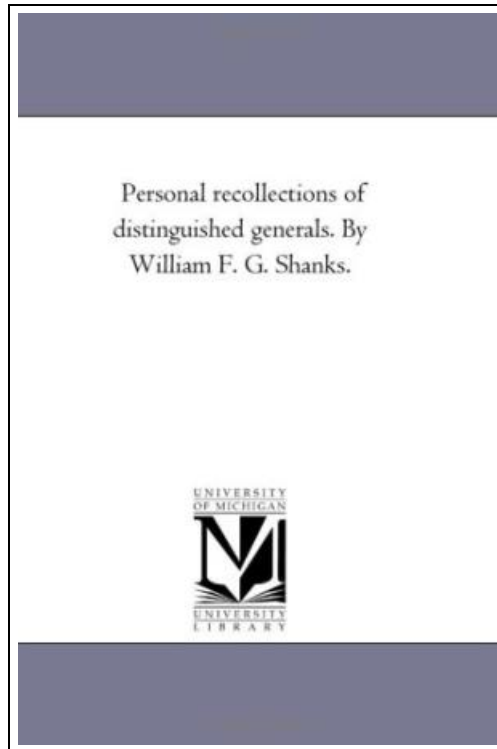 Personal recollections of
distinguished generals. By
William F. G. Shanks.
UNIVERSITY
OF MICHIGAN
UNIVERSITY
LIBRARY